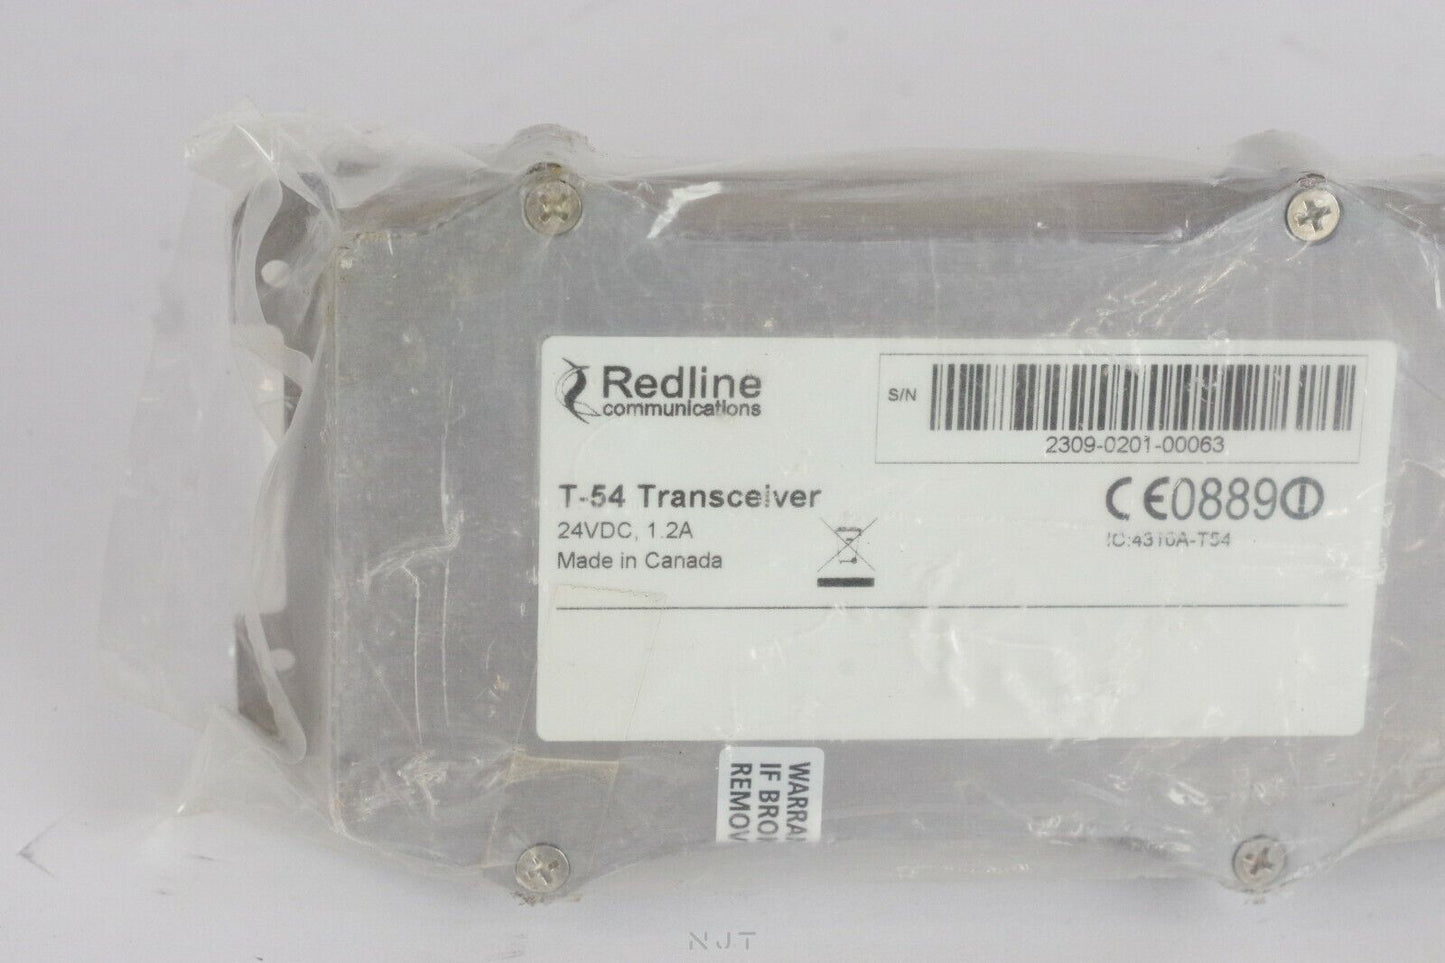 Redline
communications
S/N
2309-0201-00063
T-54 Transceiver
24VDC, 1.2A
Made in Canada
CE0889
IC:4310A-T54
WARRA
IF BRO
REMOV
NJT